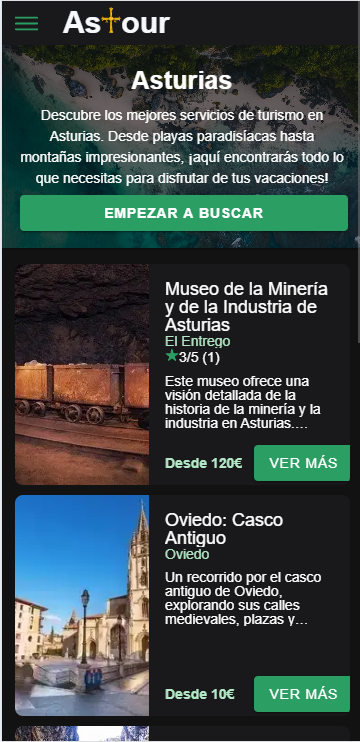 Astour
Asturias
Descubre los mejores servicios de turismo en
Asturias. Desde playas paradisíacas hasta
montañas impresionantes, ¡aquí encontrarás todo lo
que necesitas para disfrutar de tus vacaciones!
EMPEZAR A BUSCAR
Museo de la Minería
y de la Industria de
Asturias
El Entrego
★3/5 (1)
Este museo ofrece una
visión detallada de la
historia de la minería y la
industria en Asturias.…
Desde 120€
VER MÁS
Oviedo: Casco
Antiguo
Oviedo
Un recorrido por el casco
antiguo de Oviedo,
explorando sus calles
medievales, plazas y…
Desde 10€
VER MÁS